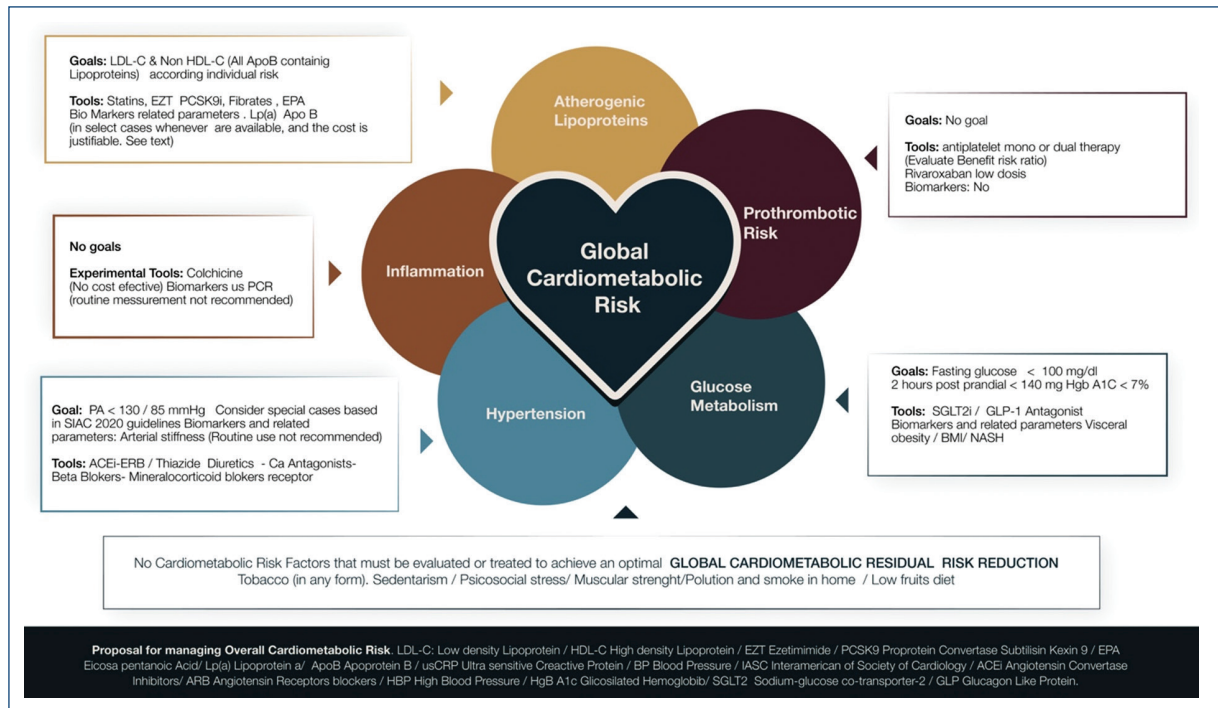 Goals: LDL-C & Non HDL-C (All ApoB containig
Lipoproteins) according individual risk
Tools: Statins, EZT PCSK9i, Fibrates , EPA
Bio Markers related parameters . Lp(a) Apo B
(in select cases whenever are available, and the cost is
justifiable. See text)
Atherogenic
Lipoproteins
Goals: No goal
Tools: antiplatelet mono or dual therapy
(Evaluate Benefit risk ratio)
Rivaroxaban low dosis
Biomarkers: No
Prothrombotic
Risk
No goals
Experimental Tools: Colchicine
(No cost efective) Biomarkers us PCR
(routine messurement not recommended)
Inflammation
Global
Cardiometabolic
Risk
Goal: PA < 130 / 85 mmHg Consider special cases based
in SIAC 2020 guidelines Biomarkers and related
parameters: Arterial stiffness (Routine use not recommended)
Tools: ACEi-ERB / Thiazide Diuretics - Ca Antagonists-
Beta Blokers- Mineralocorticoid blokers receptor
Hypertension
Glucose
Metabolism
Goals: Fasting glucose < 100 mg/dl
2 hours post prandial < 140 mg Hgb A1C < 7%
Tools: SGLT2i / GLP-1 Antagonist
Biomarkers and related parameters Visceral
obesity / BMI/ NASH
No Cardiometabolic Risk Factors that must be evaluated or treated to achieve an optimal GLOBAL CARDIOMETABOLIC RESIDUAL RISK REDUCTION
Tobacco (in any form). Sedentarism / Psicosocial stress/ Muscular strenght/Polution and smoke in home / Low fruits diet
Proposal for managing Overall Cardiometabolic Risk. LDL-C: Low density Lipoprotein / HDL-C High density Lipoprotein / EZT Ezetimimide / PCSK9 Proprotein Convertase Subtilisin Kexin 9 / EPA
Eicosa pentanoic Acid/ Lp(a) Lipoprotein a/ ApoB Apoprotein B / usCRP Ultra sensitive Creactive Protein / BP Blood Pressure / IASC Interamerican of Society of Cardiology / ACEi Angiotensin Convertase
Inhibitors/ ARB Angiotensin Receptors blockers / HBP High Blood Pressure / HgB A1c Glicosilated Hemoglobib/ SGLT2 Sodium-glucose co-transporter-2 / GLP Glucagon Like Protein.